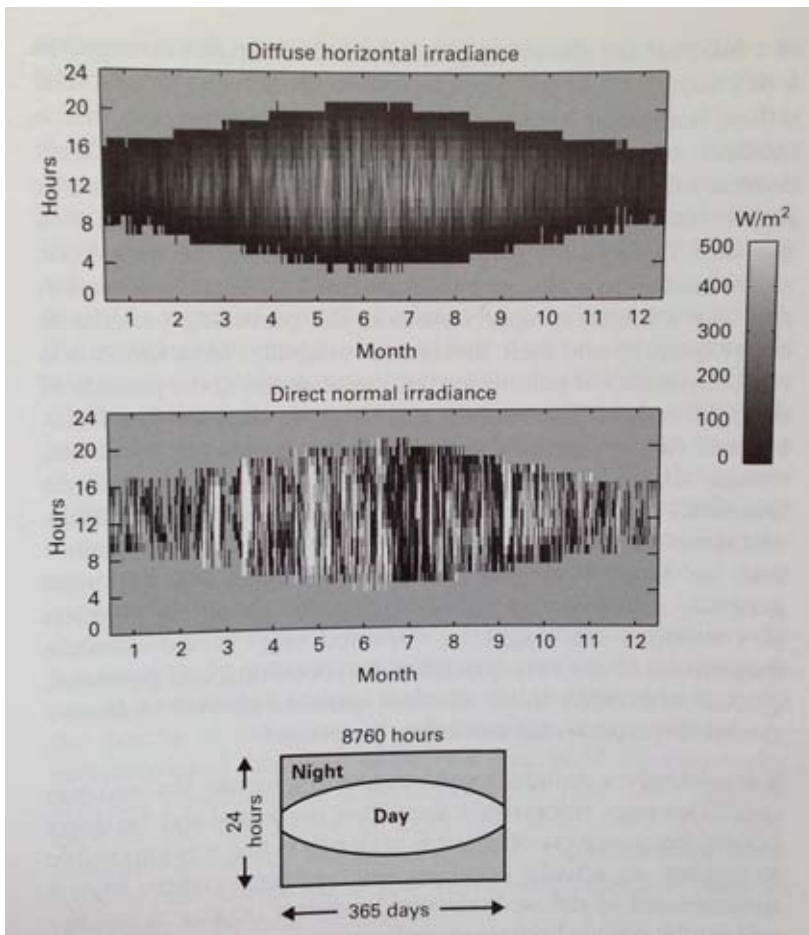 Diffuse horizontal irradiance
24
20
16
12
8
4
0
Hours
1 2 3 4 5 6 7 8 9 10 11 12
Month
W/m²
500
400
300
200
100
0
Direct normal irradiance
24
20
16
12
8
4
0
Hours
1 2 3 4 5 6 7 8 9 10 11 12
Month
8760 hours
Night
Day
24
hours
365 days